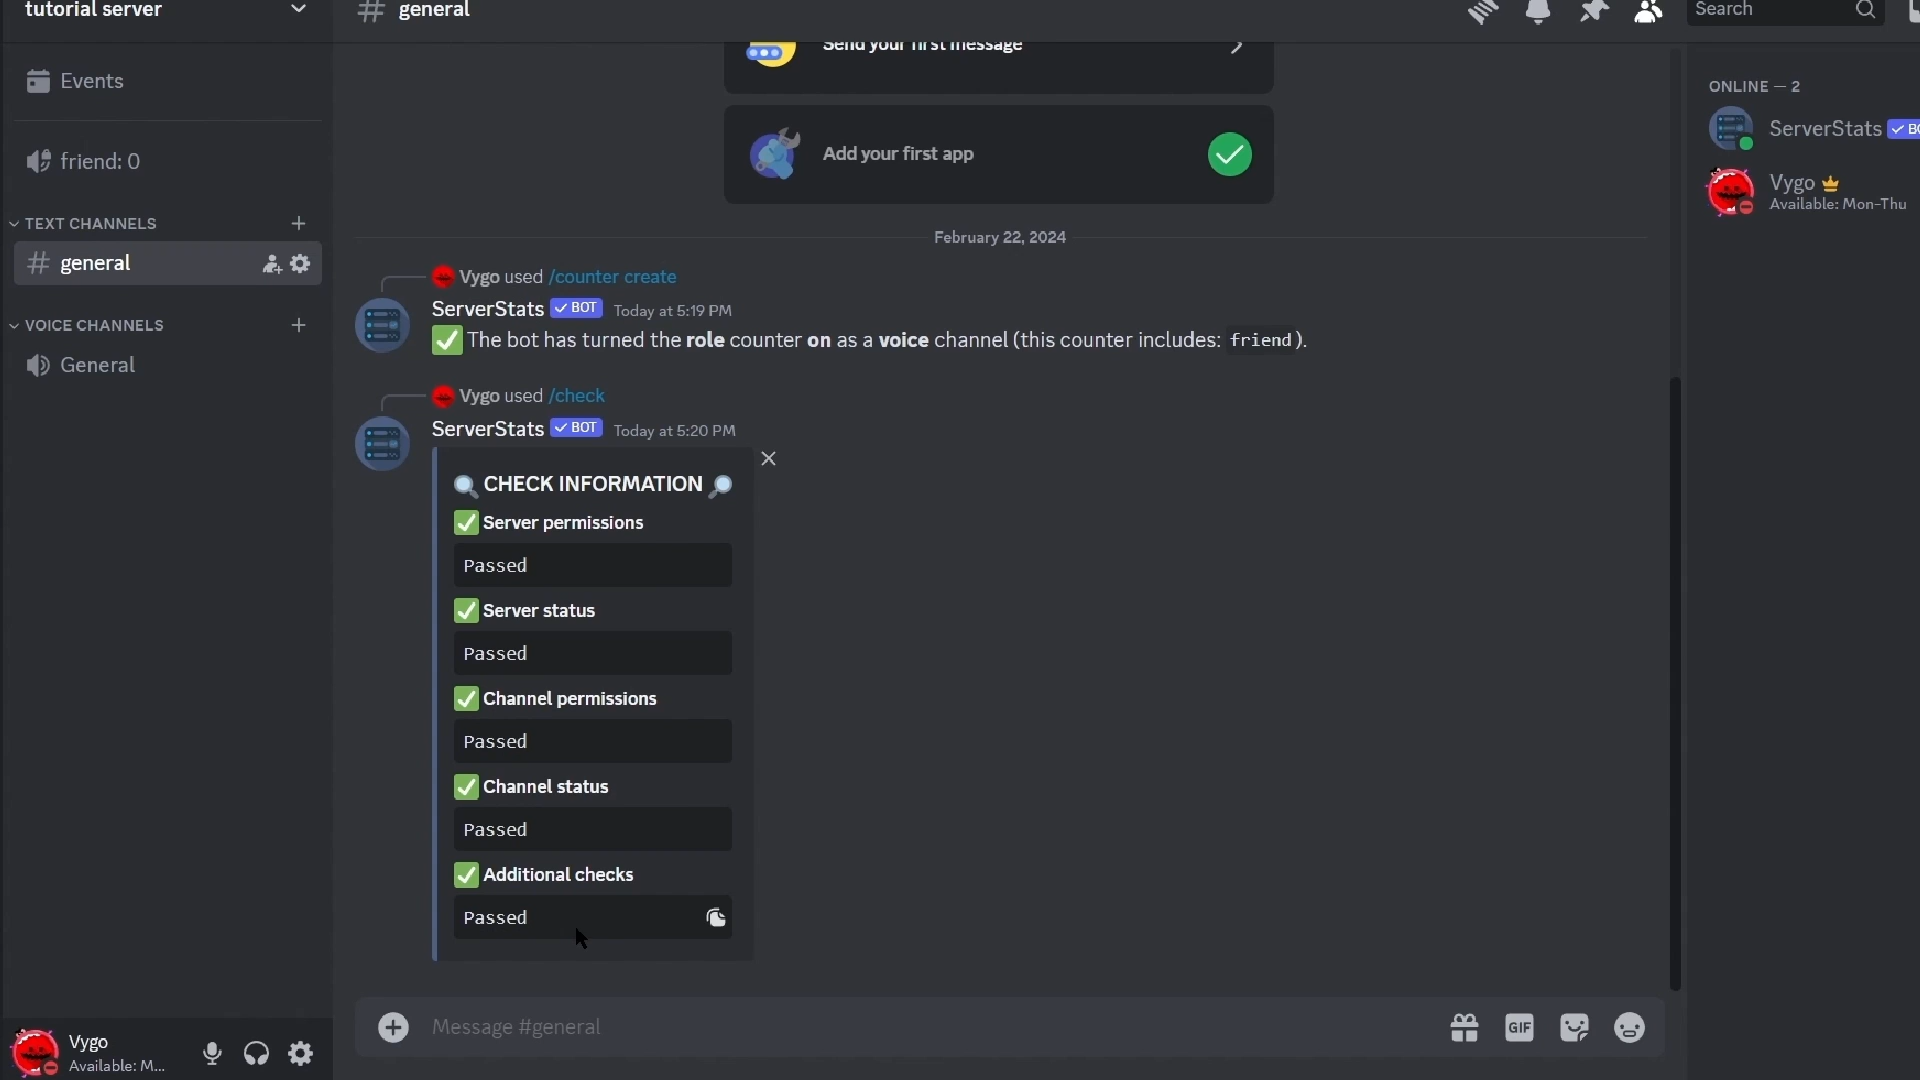 tutorial server
Events
friend: 0
TEXT CHANNELS
general
VOICE CHANNELS
General
Vygo
Available: M...
general
Search
Send your first message
Add your first app
February 22, 2024
Vygo used /counter create
ServerStats BOT Today at 5:19 PM
The bot has turned the role counter on as a voice channel (this counter includes: friend).
Vygo used /check
ServerStats BOT Today at 5:20 PM
CHECK INFORMATION
Server permissions
Passed
Server status
Passed
Channel permissions
Passed
Channel status
Passed
Additional checks
Passed
Message #general
GIF
ONLINE — 2
ServerStats BO
Vygo
Available: Mon-Thu